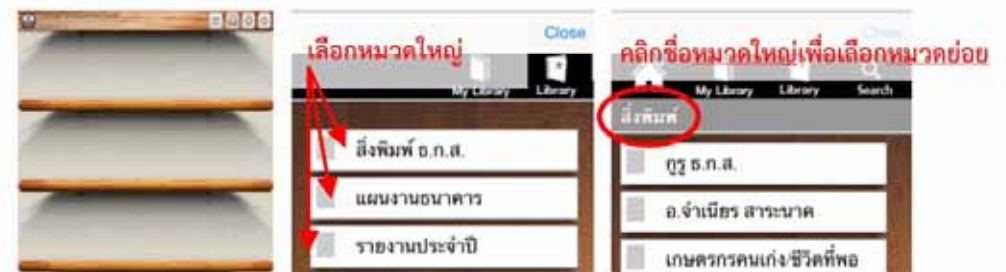 เลือกหมวดใหญ่
Close
My Library
Library
สิ่งพิมพ์ ธ.ก.ส.
แผนงานธนาคาร
รายงานประจำปี
คลิกชื่อหมวดใหญ่เพื่อเลือกหมวดย่อย
Close
My Library
Library
Search
สิ่งพิมพ์
กูรู ธ.ก.ส.
อ.จำเนียร สาระนาค
เกษตรกรคนเก่ง/ชีวิตที่พอ